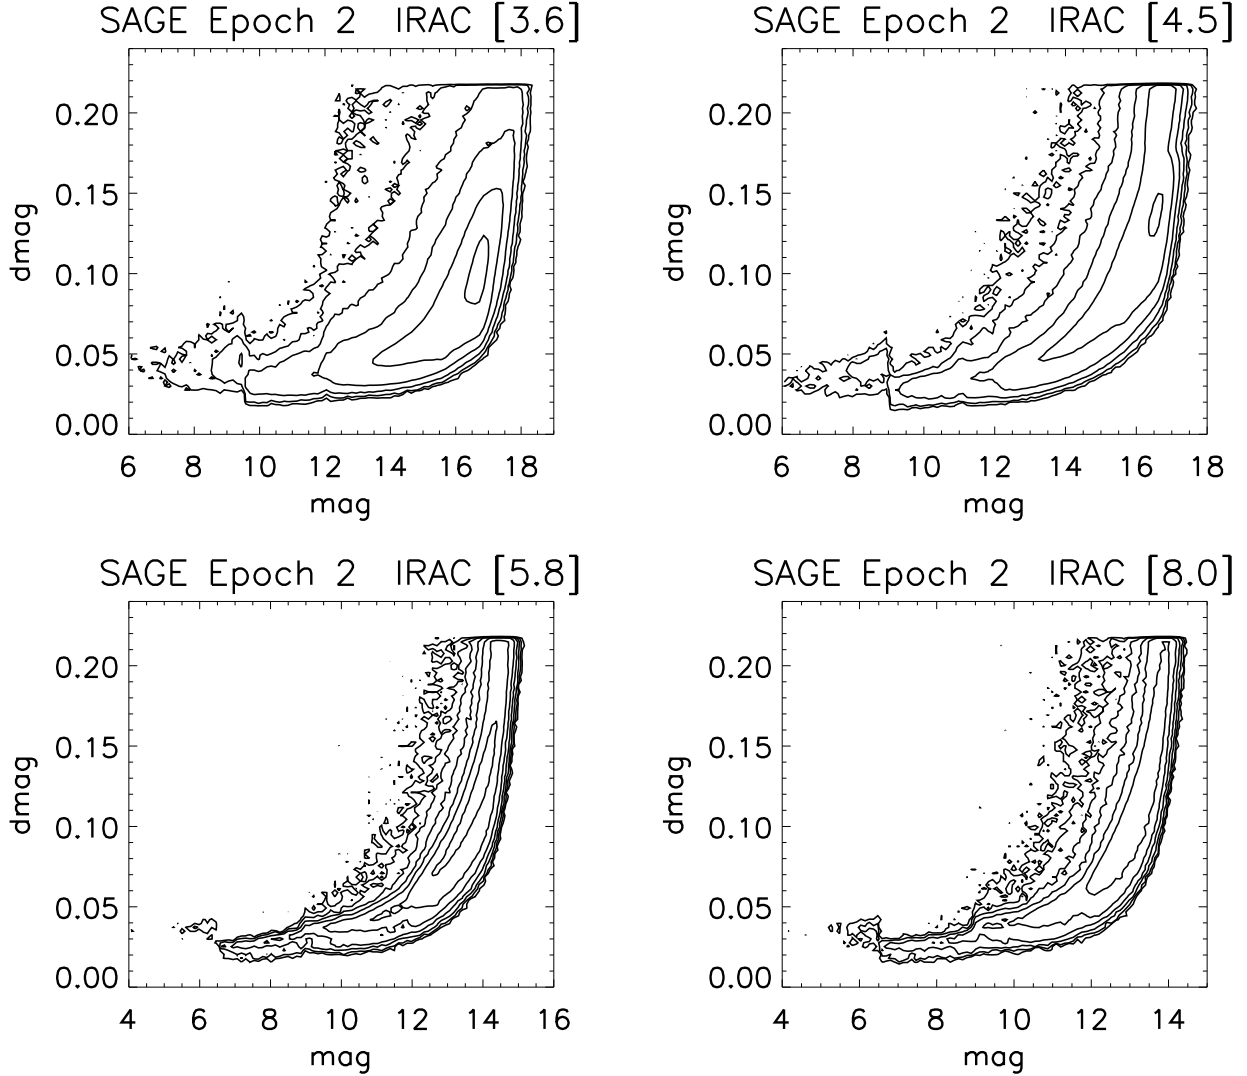 SAGE Epoch 2 IRAC [3.6]
0.20
0.15
0.10
0.05
0.00
dmag
6 8 10 12 14 16 18
mag
SAGE Epoch 2 IRAC [4.5]
0.20
0.15
0.10
0.05
0.00
dmag
6 8 10 12 14 16 18
mag
SAGE Epoch 2 IRAC [5.8]
0.20
0.15
0.10
0.05
0.00
dmag
4 6 8 10 12 14 16
mag
SAGE Epoch 2 IRAC [8.0]
0.20
0.15
0.10
0.05
0.00
dmag
4 6 8 10 12 14
mag